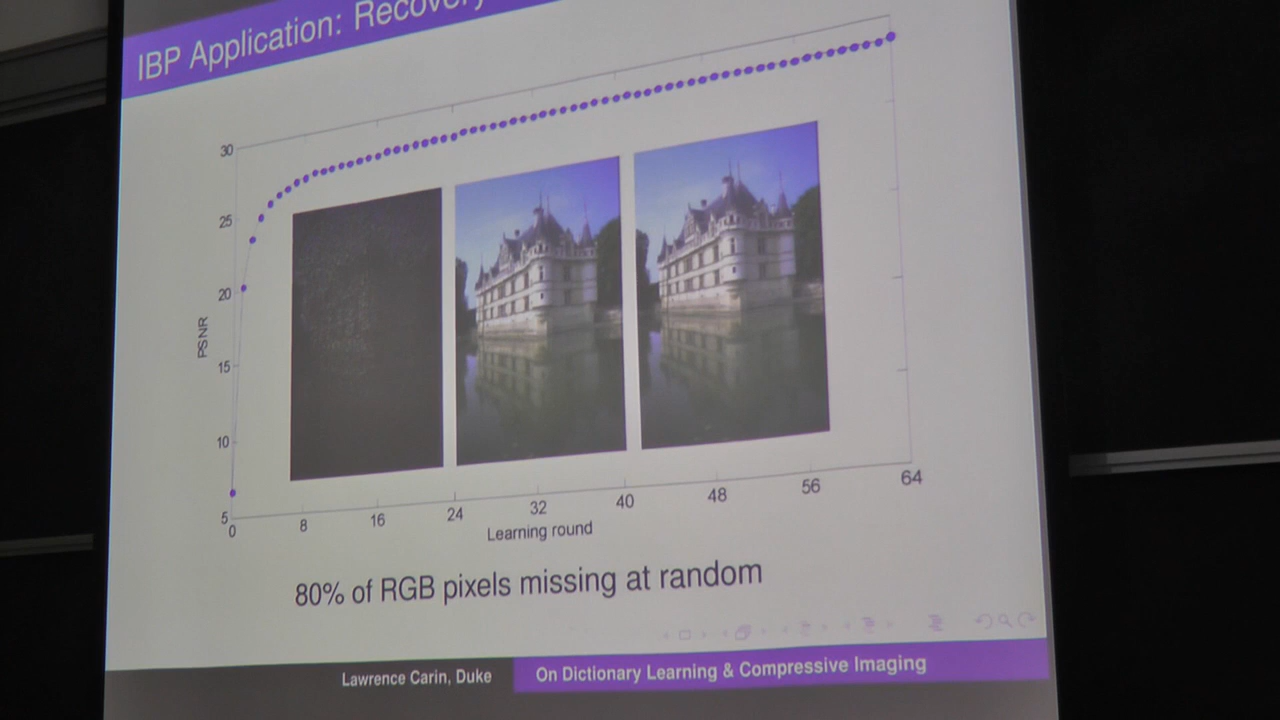 IBP Application: Recovery
30
25
20
15
10
5
PSNR
0 8 16 24 32 40 48 56 64
Learning round
80% of RGB pixels missing at random
Lawrence Carin, Duke
On Dictionary Learning & Compressive Imaging